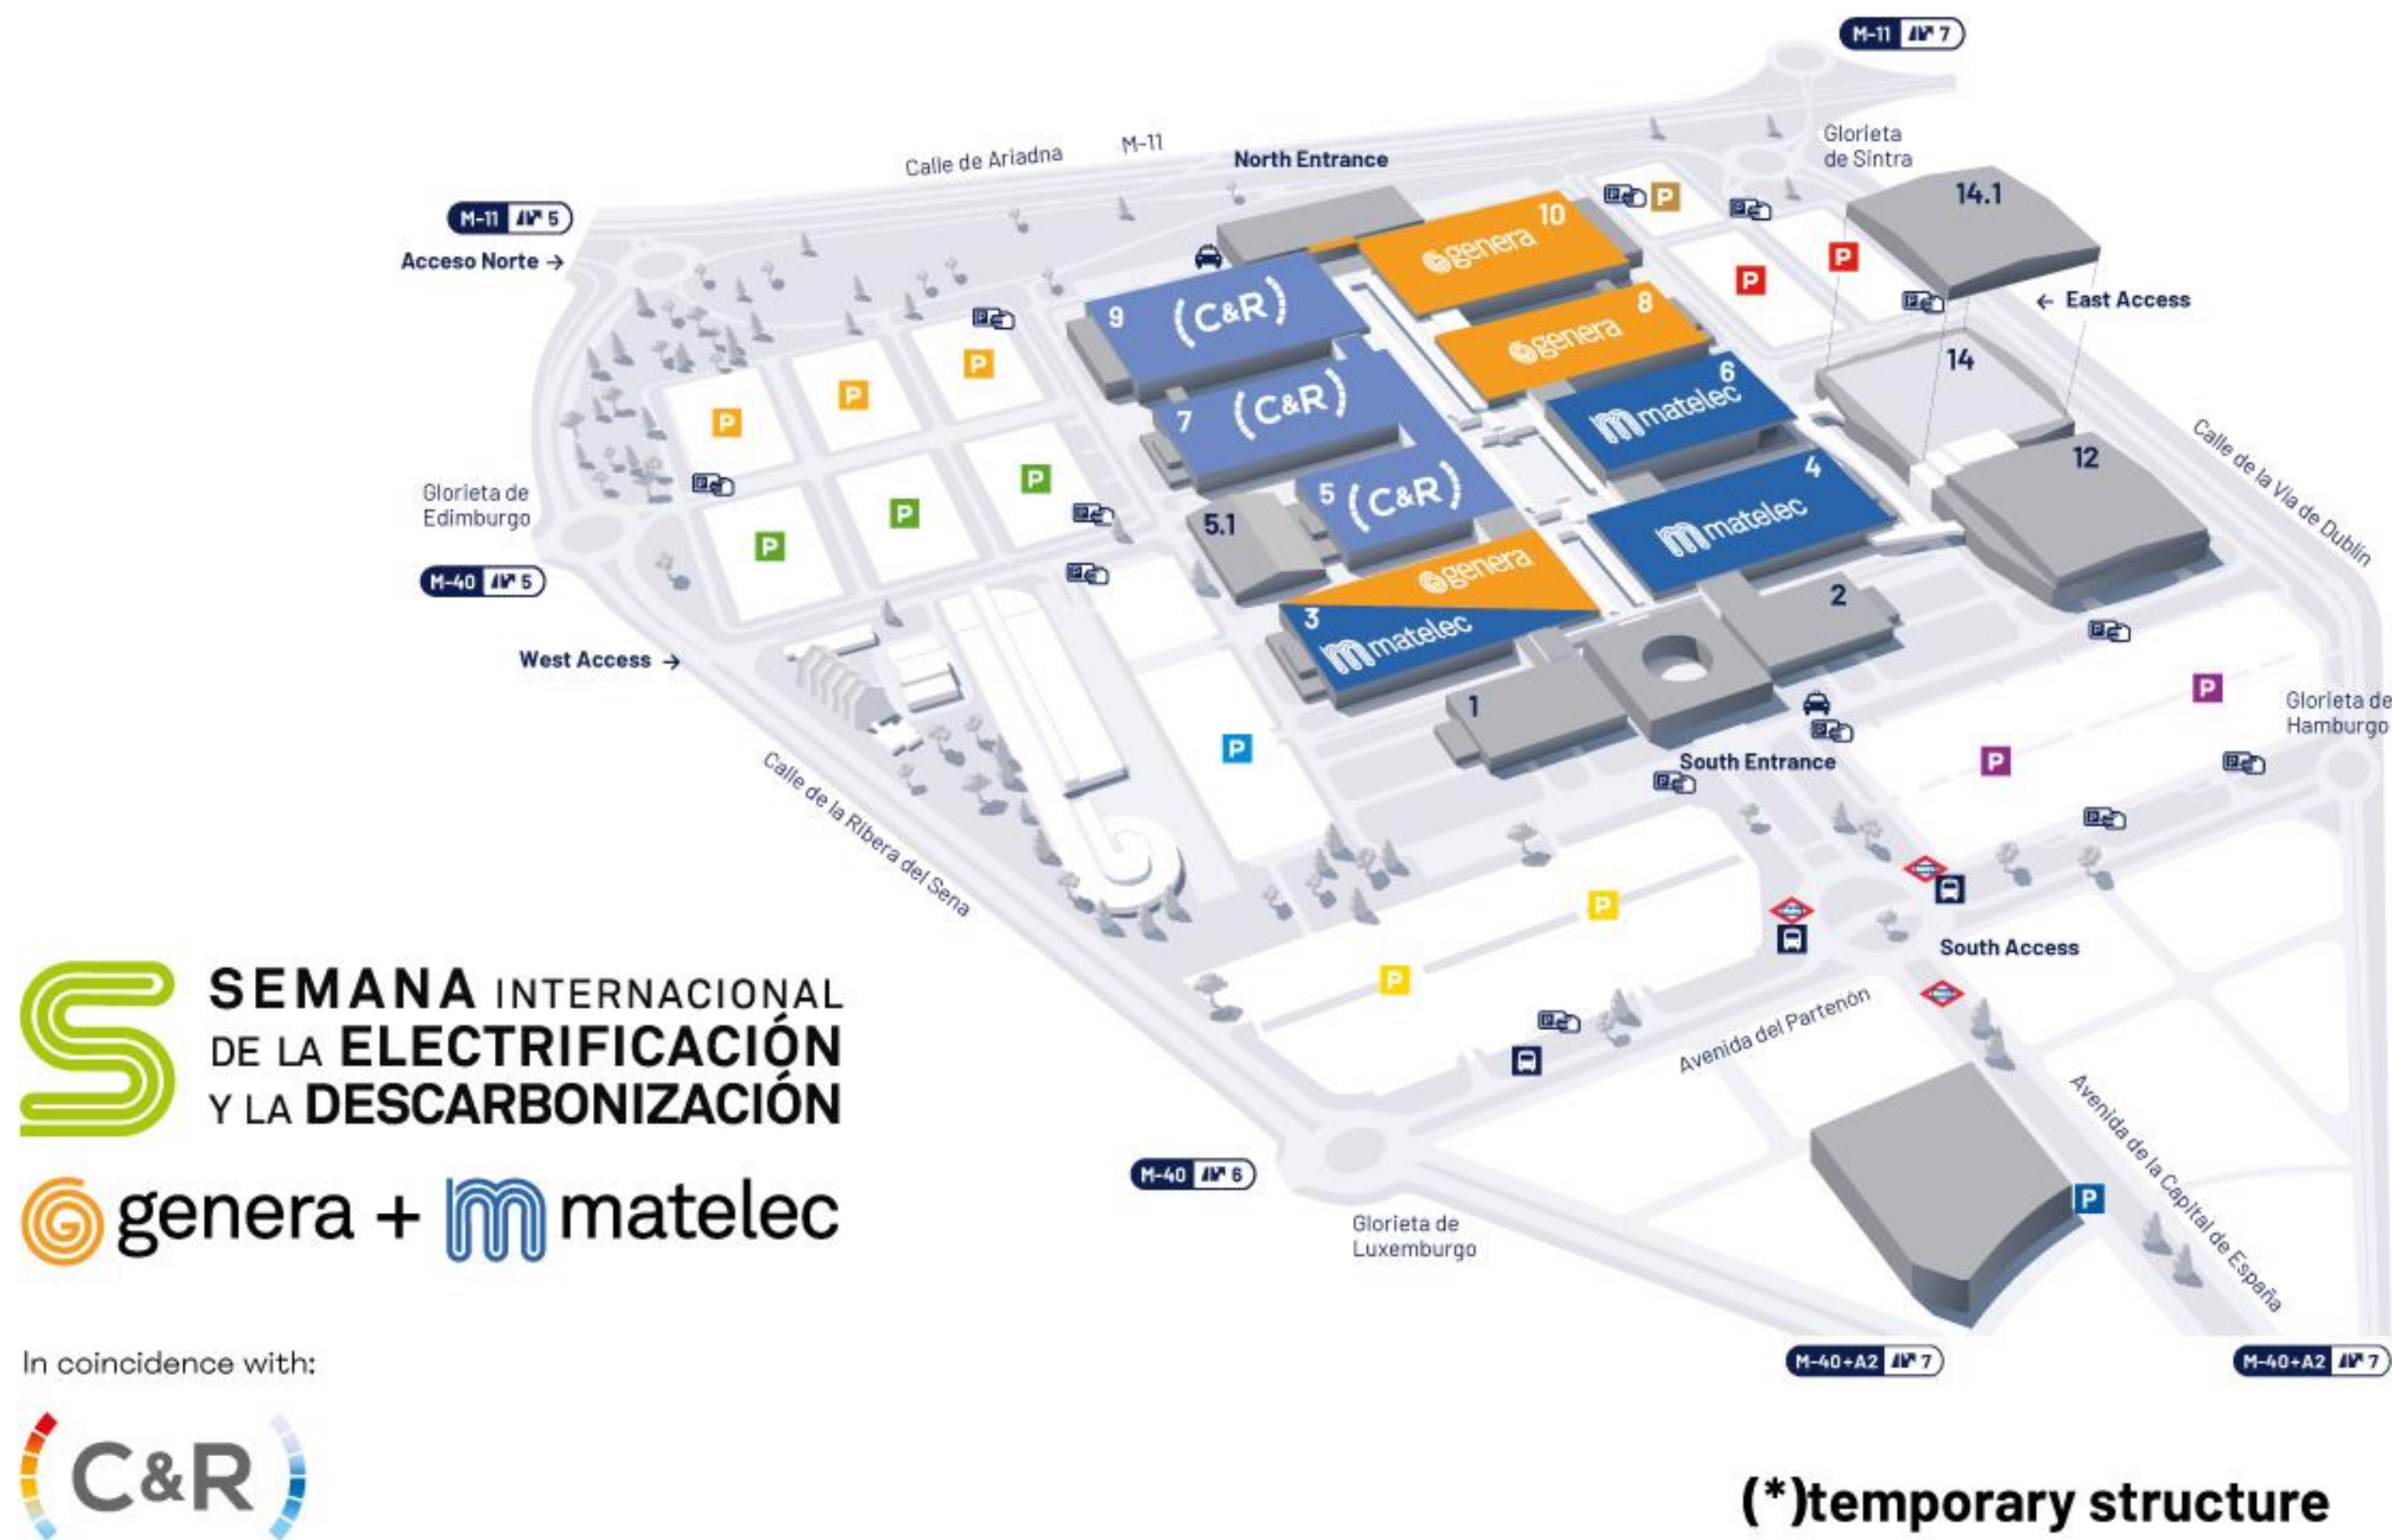 M-11 7
Calle de Ariadna
M-11
North Entrance
Glorieta
de Sintra
14.1
M-11 5
Acceso Norte →
10
genera
P
P
P
← East Access
9
(C&R)
8
genera
14
P
P
P
7
(C&R)
6
matelec
12
Calle de la Vía de Dublín
Glorieta de
Edimburgo
P
P
P
5.1
5
(C&R)
4
matelec
M-40 5
genera
3
matelec
2
West Access →
1
P
P
P
Glorieta de
Hamburgo
South Entrance
Calle de la Ribera del Sena
P
P
South Access
Avenida del Partenón
SEMANA INTERNACIONAL
DE LA ELECTRIFICACIÓN
Y LA DESCARBONIZACIÓN
genera + matelec
M-40 6
Glorieta de
Luxemburgo
P
Avenida de la Capital de España
M-40+A2 7
M-40+A2 7
In coincidence with:
(C&R)
(*)temporary structure